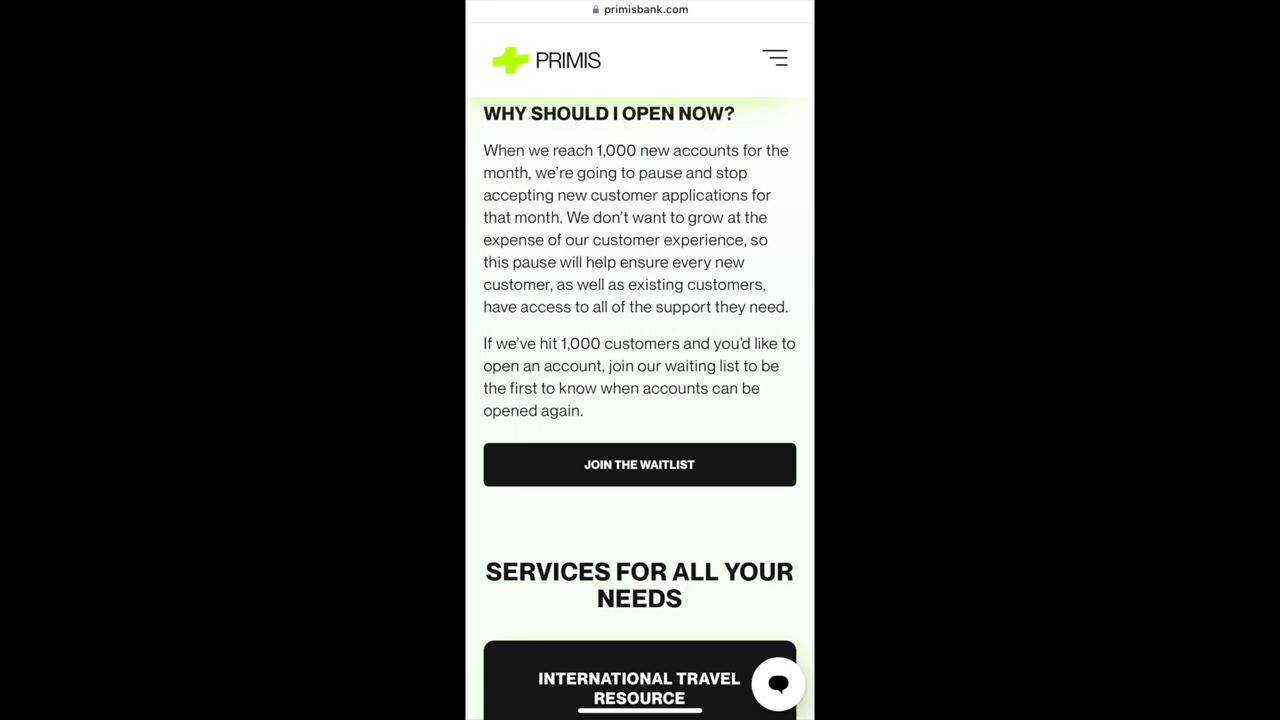 primisbank.com
PRIMIS
WHY SHOULD I OPEN NOW?
When we reach 1,000 new accounts for the
month, we’re going to pause and stop
accepting new customer applications for
that month. We don’t want to grow at the
expense of our customer experience, so
this pause will help ensure every new
customer, as well as existing customers,
have access to all of the support they need.
If we’ve hit 1,000 customers and you’d like to
open an account, join our waiting list to be
the first to know when accounts can be
opened again.
JOIN THE WAITLIST
SERVICES FOR ALL YOUR
NEEDS
INTERNATIONAL TRAVEL
RESOURCE